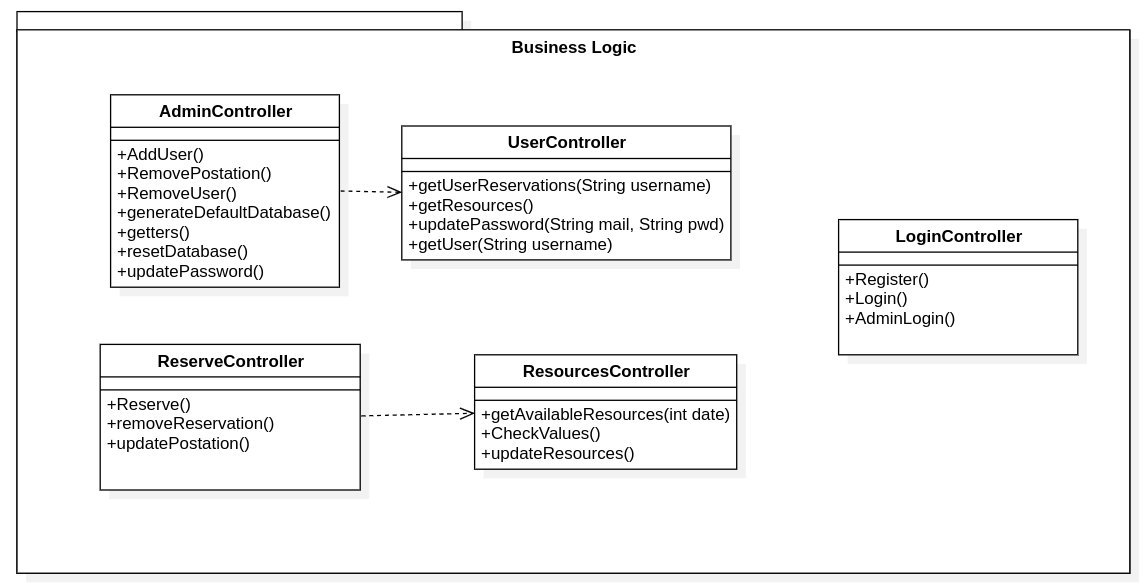 Business Logic
AdminController
+AddUser()
+RemovePostation()
+RemoveUser()
+generateDefaultDatabase()
+getters()
+resetDatabase()
+updatePassword()
UserController
+getUserReservations(String username)
+getResources()
+updatePassword(String mail, String pwd)
+getUser(String username)
LoginController
+Register()
+Login()
+AdminLogin()
ReserveController
+Reserve()
+removeReservation()
+updatePostation()
ResourcesController
+getAvailableResources(int date)
+CheckValues()
+updateResources()